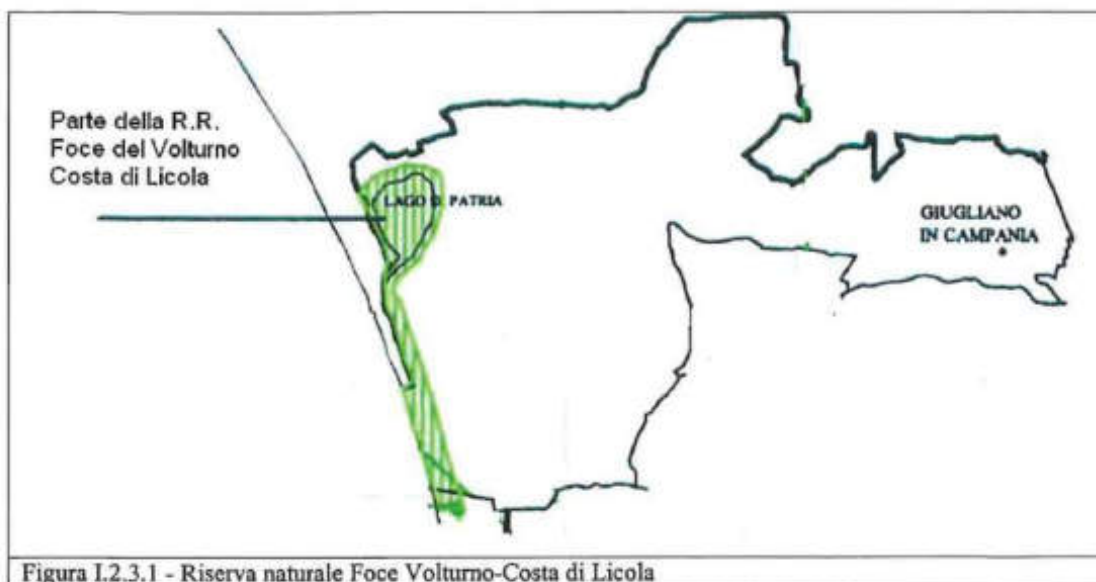 Parte della R.R.
Foce del Volturno
Costa di Licola
LAGO D. PATRIA
GIUGLIANO
IN CAMPANIA
Figura I.2.3.1 - Riserva naturale Foce Volturno-Costa di Licola